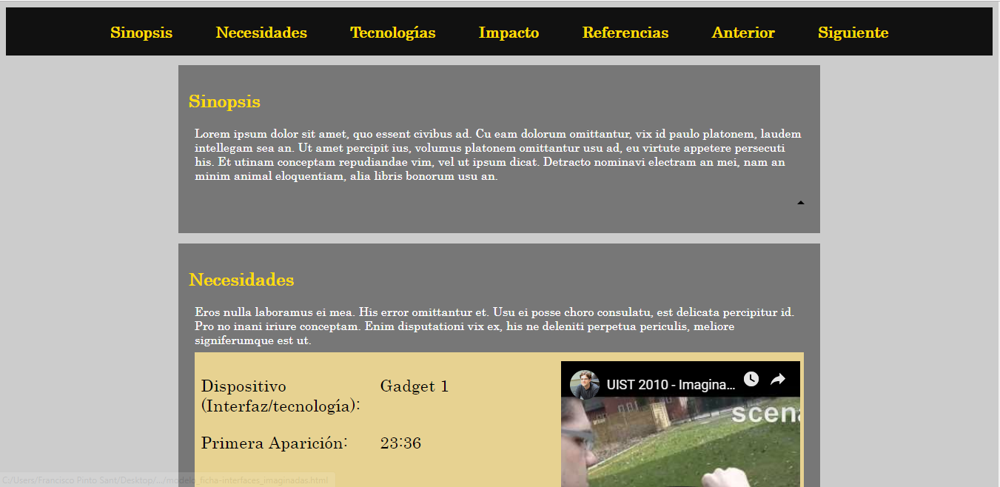 Sinopsis Necesidades Tecnologías Impacto Referencias Anterior Siguiente
Sinopsis
Lorem ipsum dolor sit amet, quo essent civibus ad. Cu eam dolorum omittantur, vix id paulo platonem, laudem
intellegam sea an. Ut amet percipit ius, volumus platonem omittantur usu ad, eu virtute appetere persecuti
his. Et utinam conceptam repudiandae vim, vel ut ipsum dicat. Detracto nominavi electram an mei, nam an
minim animal eloquentiam, alia libris bonorum usu an.
Necesidades
Eros nulla laboramus ei mea. His error omittantur et. Usu ei posse choro consulatu, est delicata percipitur id.
Pro no inani iriure conceptam. Enim disputationi vix ex, his ne deleniti perpetua periculis, meliore
signiferumque est ut.
Dispositivo Gadget 1
(Interfaz/tecnología):
Primera Aparición: 23:36
UIST 2010 - Imagina...
scena
C:/Users/Francisco Pinto Sant/Desktop/.../modelo_ficha-interfaces_imaginadas.html